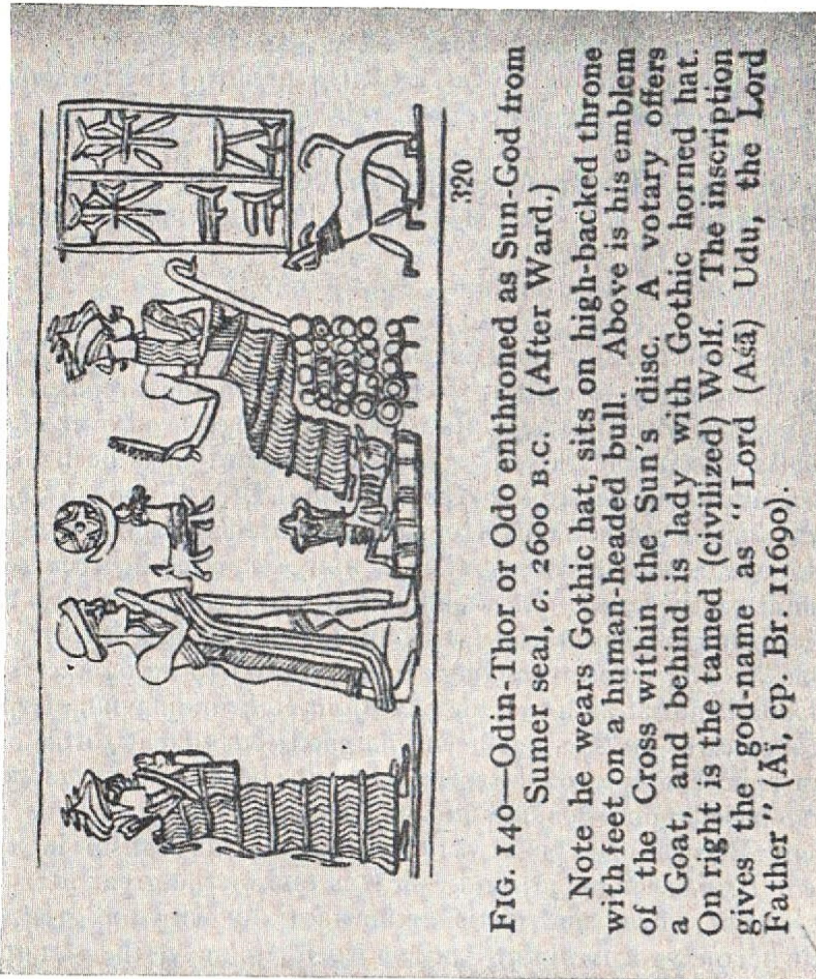 320
FIG. 140—Odin-Thor or Odo enthroned as Sun-God from
Sumer seal, c. 2600 B.C. (After Ward.)
Note he wears Gothic hat, sits on high-backed throne
with feet on a human-headed bull. Above is his emblem
of the Cross within the Sun's disc. A votary offers
a Goat, and behind is lady with Gothic horned hat.
On right is the tamed (civilized) Wolf. The inscription
gives the god-name as “ Lord (Aśā) Udu, the Lord
Father ” (Āï, cp. Br. 11690).